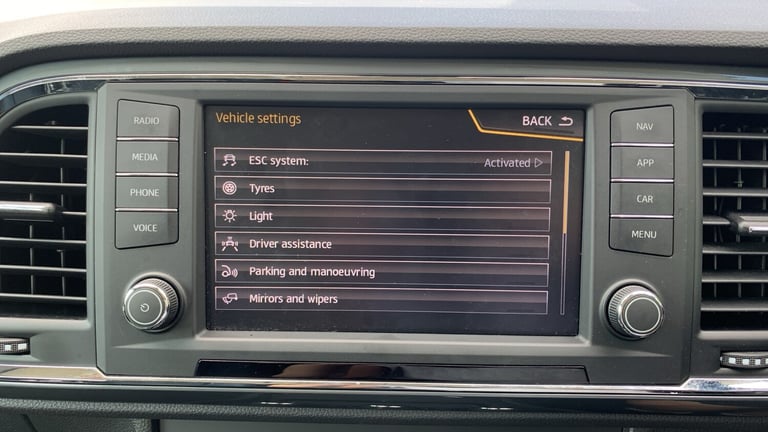 Vehicle settings
BACK
ESC system: Activated
Tyres
Light
Driver assistance
Parking and manoeuvring
Mirrors and wipers
RADIO
MEDIA
PHONE
VOICE
NAV
APP
CAR
MENU